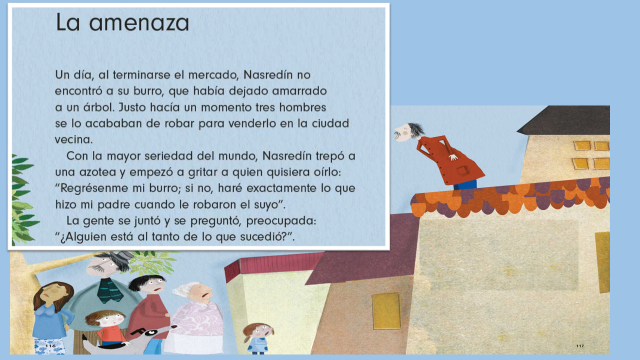 La amenaza
Un día, al terminarse el mercado, Nasredín no
encontró a su burro, que había dejado amarrado
a un árbol. Justo hacía un momento tres hombres
se lo acababan de robar para venderlo en la ciudad
vecina.
Con la mayor seriedad del mundo, Nasredín trepó a
una azotea y empezó a gritar a quien quisiera oírlo:
“Regrésenme mi burro; si no, haré exactamente lo que
hizo mi padre cuando le robaron el suyo”.
La gente se juntó y se preguntó, preocupada:
“¿Alguien está al tanto de lo que sucedió?”.
116
117